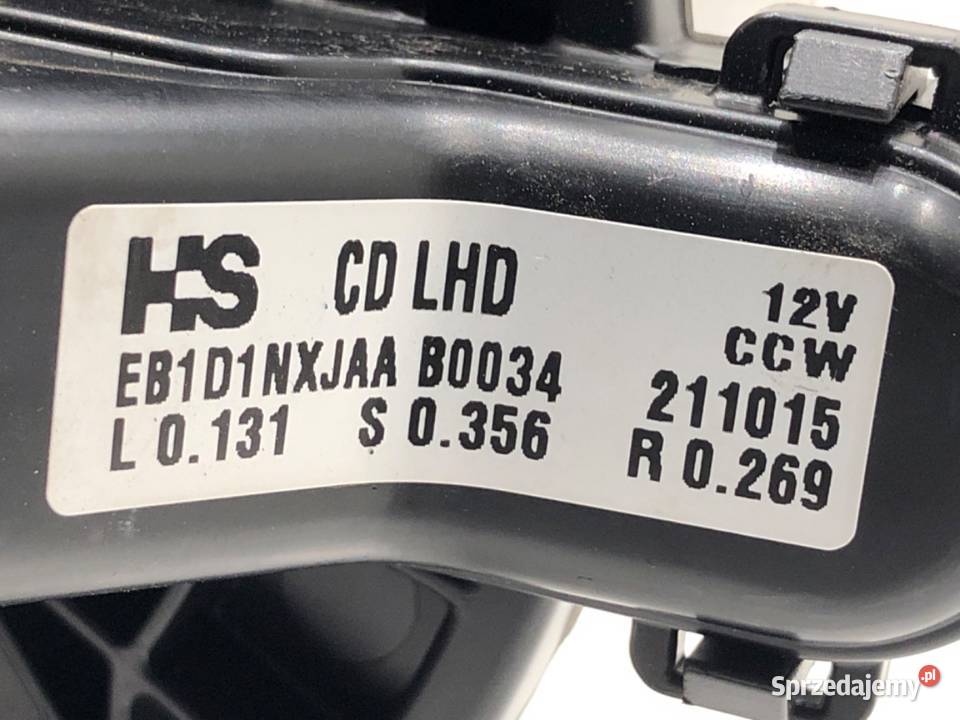 HS CD LHD 12V
CCW
EB1D1NXJAA B0034 211015
L 0.131 S 0.356 R 0.269
Sprzedajemy.pl